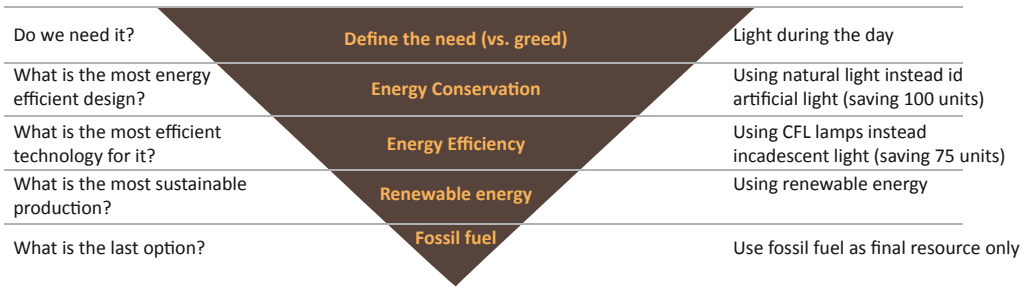 Do we need it?
Define the need (vs. greed)
Light during the day
What is the most energy
efficient design?
Energy Conservation
Using natural light instead id
artificial light (saving 100 units)
What is the most efficient
technology for it?
Energy Efficiency
Using CFL lamps instead
incadescent light (saving 75 units)
What is the most sustainable
production?
Renewable energy
Using renewable energy
What is the last option?
Fossil fuel
Use fossil fuel as final resource only